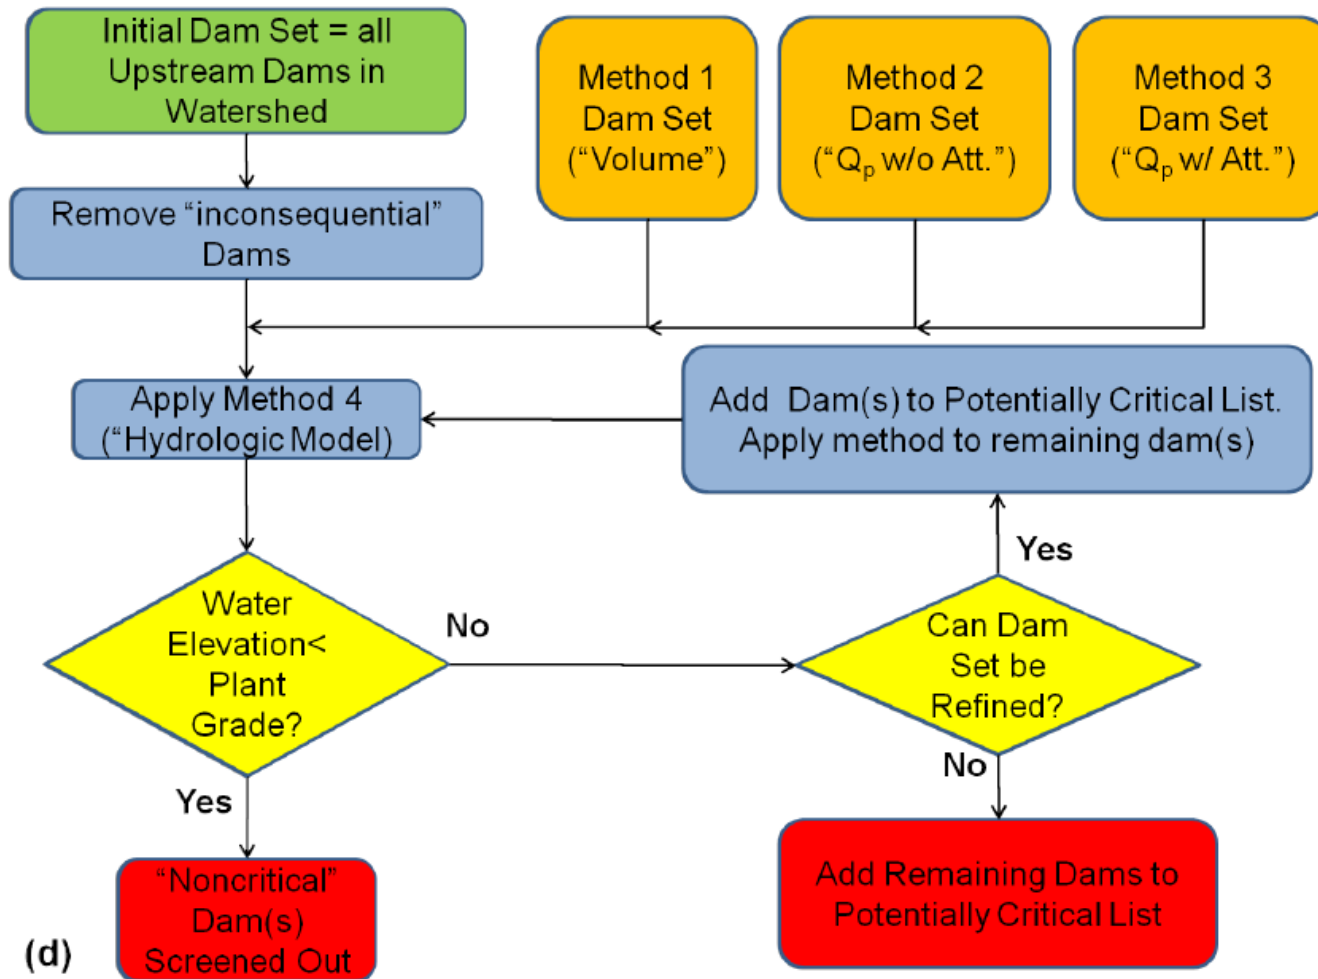 Initial Dam Set = all
Upstream Dams in
Watershed
Method 1
Dam Set
(“Volume”)
Method 2
Dam Set
(“Qp w/o Att.”)
Method 3
Dam Set
(“Qp w/ Att.”)
Remove “inconsequential”
Dams
Apply Method 4
(“Hydrologic Model)
Add Dam(s) to Potentially Critical List.
Apply method to remaining dam(s)
Water
Elevation<
Plant
Grade?
No
Yes
Can Dam
Set be
Refined?
Yes
No
“Noncritical”
Dam(s)
Screened Out
Add Remaining Dams to
Potentially Critical List
(d)